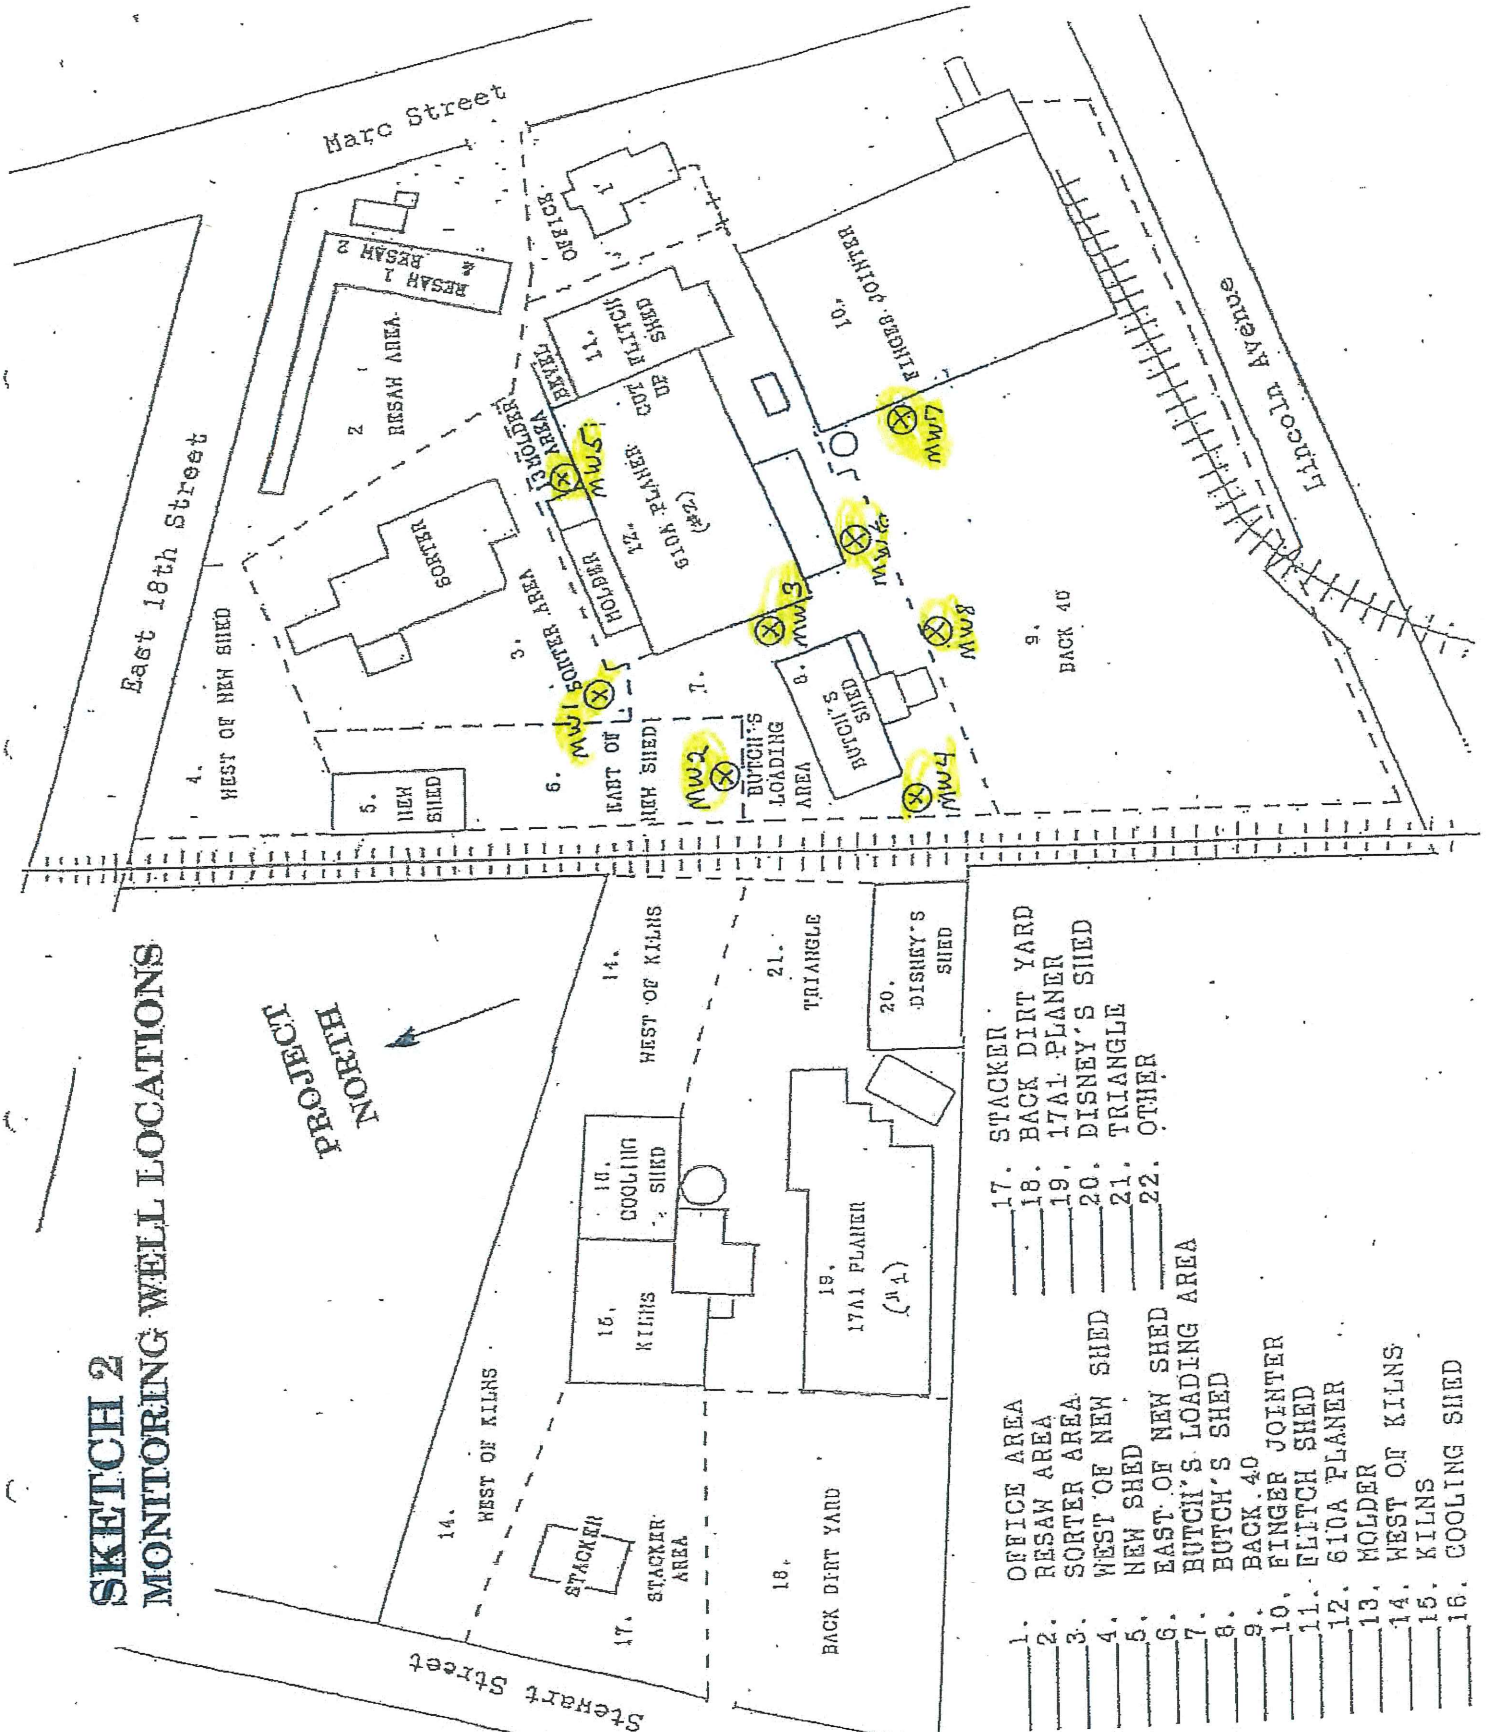 SKETCH 2
MONITORING WELL LOCATIONS
PROJECT
NORTH
East 18th Street
Marc Street
Lincoln Avenue
Stewart Street
4.
WEST OF NEW SHED
5.
NEW
SHED
6.
EAST OF
NEW SHED
2
RESAW AREA
RESAW 1
&
RESAW 2
SORTER
3.
SORTER AREA
OFFICE
1
13 MOLDER
AREA
BEVEL
MOLDER
11.
FLITCH
SHED
CUT
UP
12.
610A PLANER
(#2)
10.
FINGER JOINTER
7.
BUTCH'S
LOADING
AREA
8.
BUTCH'S
SHED
9.
BACK 40
MW1
MW2
MW3
MW4
MW5
MW6
MW7
MW8
14.
WEST OF KILNS
14.
WEST OF KILNS
21.
TRIANGLE
20.
DISNEY'S
SHED
16.
COOLING
SHED
15.
KILNS
19.
17A1 PLANER
(#1)
STACKER
17.
STACKER
AREA
18.
BACK DIRT YARD
1. OFFICE AREA
2. RESAW AREA
3. SORTER AREA
4. WEST OF NEW SHED
5. NEW SHED
6. EAST OF NEW SHED
7. BUTCH'S LOADING AREA
8. BUTCH'S SHED
9. BACK 40
10. FINGER JOINTER
11. FLITCH SHED
12. 610A PLANER
13. MOLDER
14. WEST OF KILNS
15. KILNS
16. COOLING SHED
17. STACKER
18. BACK DIRT YARD
19. 17A1 PLANER
20. DISNEY'S SHED
21. TRIANGLE
22. OTHER